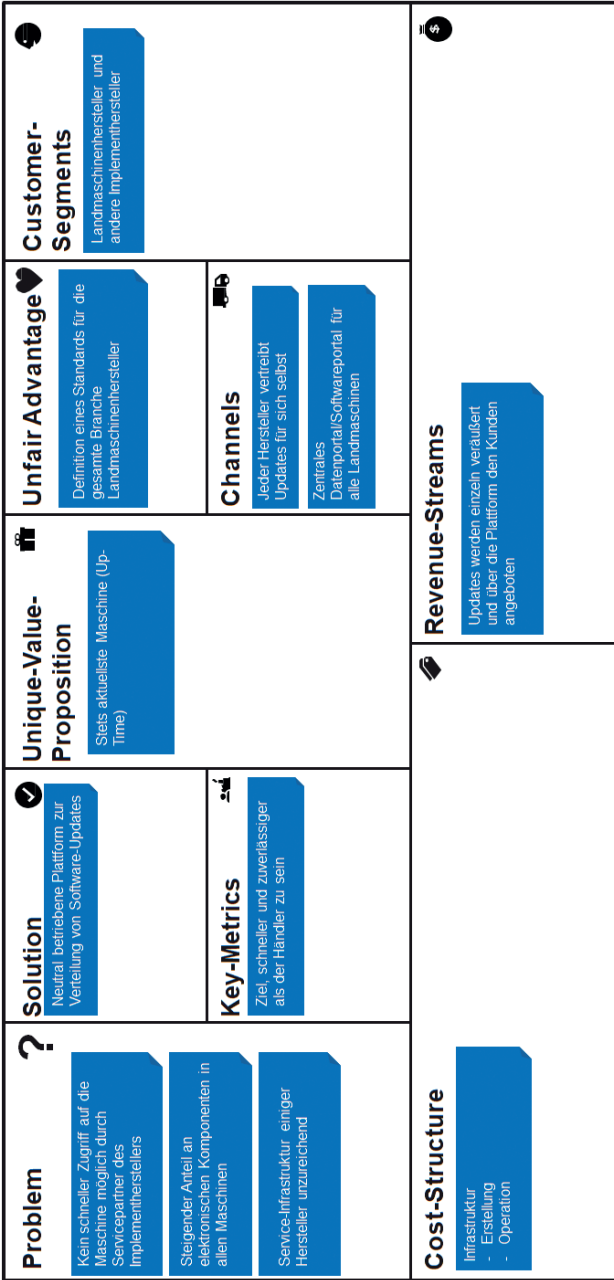 Problem
?
Kein schneller Zugriff auf die
Maschine möglich durch
Servicepartner des
Implementherstellers
Steigender Anteil an
elektronischen Komponenten in
allen Maschinen
Service-Infrastruktur einiger
Hersteller unzureichend
Solution
Neutral betriebene Plattform zur
Verteilung von Software-Updates
Key-Metrics
Ziel, schneller und zuverlässiger
als der Händler zu sein
Unique-Value-
Proposition
Stets aktuellste Maschine (Up-
Time)
Unfair Advantage
Definition eines Standards für die
gesamte Branche
Landmaschinenhersteller
Channels
Jeder Hersteller vertreibt
Updates für sich selbst
Zentrales
Datenportal/Softwareportal für
alle Landmaschinen
Customer-
Segments
Landmaschinenhersteller und
andere Implementhersteller
Cost-Structure
Infrastruktur
- Erstellung
- Operation
Revenue-Streams
$
Updates werden einzeln veräußert
und über die Plattform den Kunden
angeboten